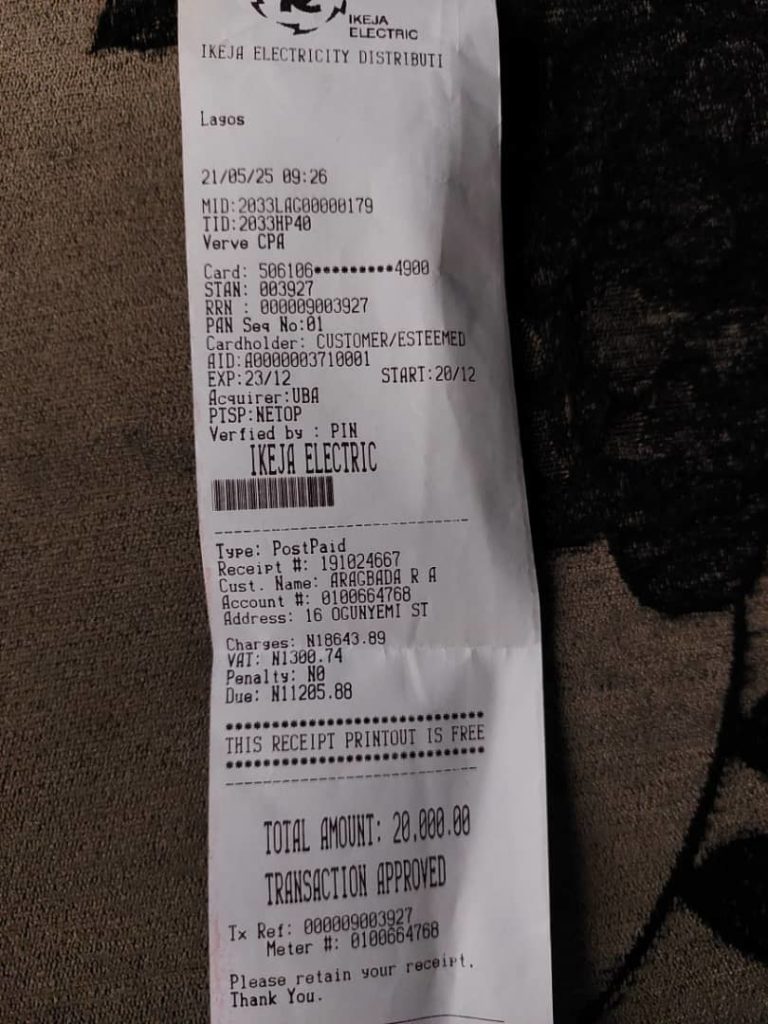 IKEJA
ELECTRIC
IKEJA ELECTRICITY DISTRIBUTI
Lagos
21/05/25 09:26
MID:2033LAG00000179
TID:2033HP40
Verve CPA
Card: 506106*********4900
STAN: 003927
RRN : 000009003927
PAN Seq No:01
Cardholder: CUSTOMER/ESTEEMED
AID:A0000003710001
EXP:23/12 START:20/12
Acquirer:UBA
PTSP:NETOP
Verfied by : PIN
IKEJA ELECTRIC
Type: PostPaid
Receipt #: 191024667
Cust. Name: ARAGBADA R A
Account #: 0100664768
Address: 16 OGUNYEMI ST
Charges: N18643.89
VAT: N1300.74
Penalty: N0
Due: N11205.88
********************************
THIS RECEIPT PRINTOUT IS FREE
********************************
TOTAL AMOUNT: 20,000.00
TRANSACTION APPROVED
Tx Ref: 000009003927
Meter #: 0100664768
Please retain your receipt.
Thank You.